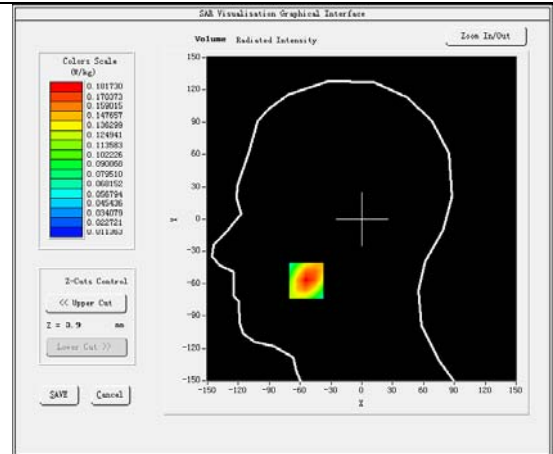 SAR Visualisation Graphical Interface
Volume Radiated Intensity
Zoom In/Out
Colors Scale
(W/kg)
0.181730
0.170373
0.159015
0.147657
0.136299
0.124941
0.113583
0.102226
0.090868
0.079510
0.068152
0.056794
0.045436
0.034079
0.022721
0.011363
Z-Cuts Control
<< Upper Cut
Z = 3.9 mm
Lower Cut >>
SAVE Cancel
150
120
90
60
30
0
-30
-60
-90
-120
-150
Y
-150 -120 -90 -60 -30 0 30 60 90 120 150
X